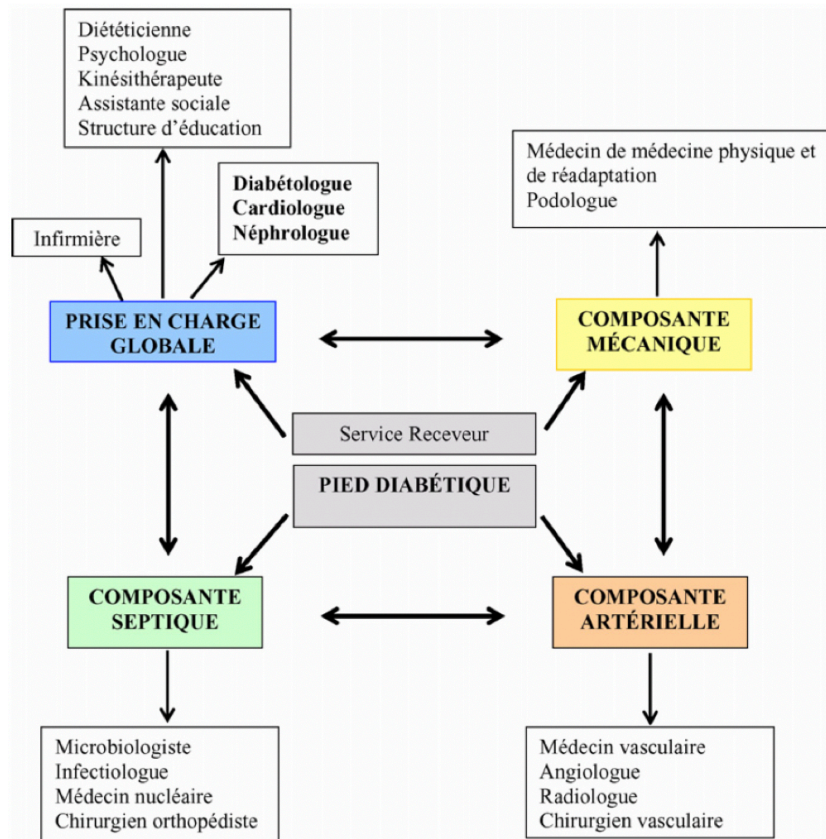 Diététicienne
Psychologue
Kinésithérapeute
Assistante sociale
Structure d'éducation
Médecin de médecine physique et
de réadaptation
Podologue
Diabétologue
Cardiologue
Néphrologue
Infirmière
PRISE EN CHARGE
GLOBALE
COMPOSANTE
MÉCANIQUE
Service Receveur
PIED DIABÉTIQUE
COMPOSANTE
SEPTIQUE
COMPOSANTE
ARTÉRIELLE
Microbiologiste
Infectiologue
Médecin nucléaire
Chirurgien orthopédiste
Médecin vasculaire
Angiologue
Radiologue
Chirurgien vasculaire